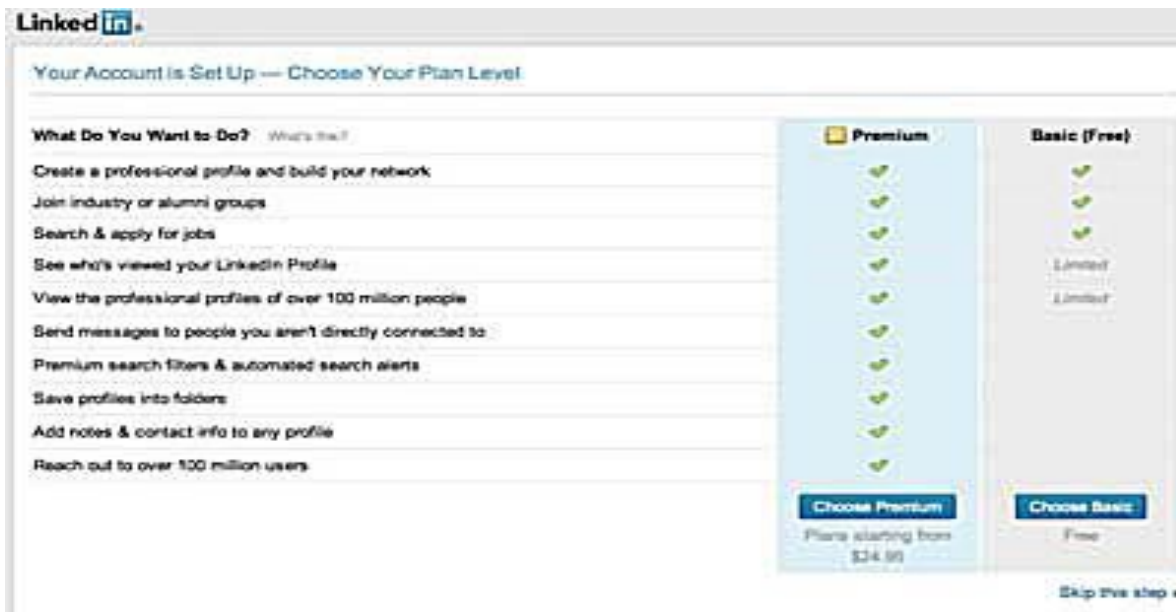 Linked in
Your Account is Set Up — Choose Your Plan Level
What Do You Want to Do? What's this? Premium Basic (Free)
Create a professional profile and build your network
Join industry or alumni groups
Search & apply for jobs
See who's viewed your LinkedIn Profile Limited
View the professional profiles of over 100 million people Limited
Send messages to people you aren't directly connected to
Premium search filters & automated search alerts
Save profiles into folders
Add notes & contact info to any profile
Reach out to over 100 million users
Choose Premium Choose Basic
Plans starting from Free
$24.95
Skip this step